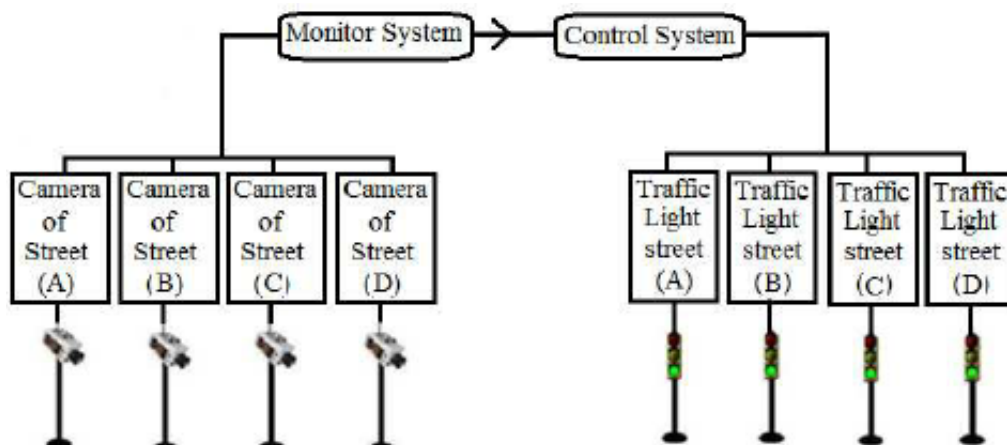 Monitor System
Control System
Camera
of
Street
(A)
Camera
of
Street
(B)
Camera
of
Street
(C)
Camera
of
Street
(D)
Traffic
Light
street
(A)
Traffic
Light
street
(B)
Traffic
Light
street
(C)
Traffic
Light
street
(D)